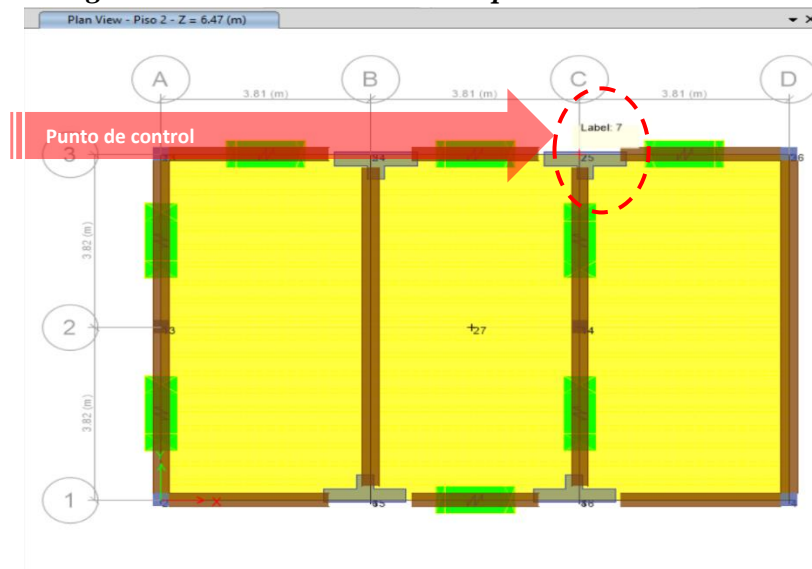 Plan View - Piso 2 - Z = 6.47 (m)
A B C D
3.81 (m) 3.81 (m) 3.81 (m)
Label: 7
Punto de control
3
25
26
3.82 (m)
2
27
3.82 (m)
Y
X
1